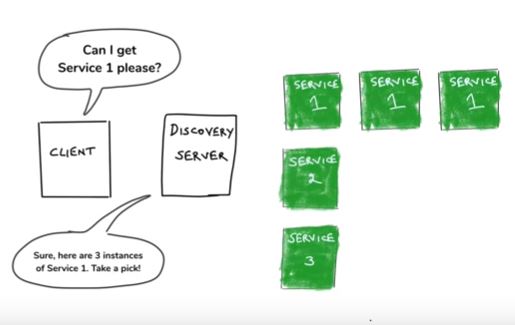 Can I get
Service 1 please?
CLIENT
DISCOVERY
SERVER
Sure, here are 3 instances
of Service 1. Take a pick!
SERVICE
1
SERVICE
1
SERVICE
1
SERVICE
2
SERVICE
3